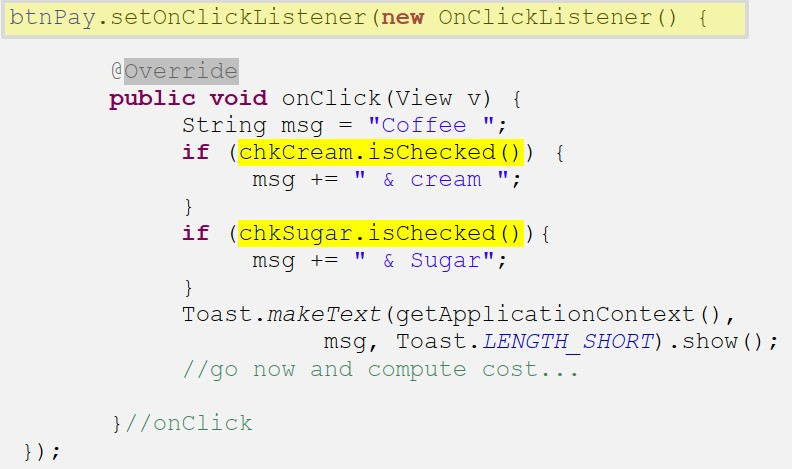 btnPay.setOnClickListener(new OnClickListener() {
@Override
public void onClick(View v) {
String msg = "Coffee ";
if (chkCream.isChecked()) {
msg += " & cream ";
}
if (chkSugar.isChecked()){
msg += " & Sugar";
}
Toast.makeText(getApplicationContext(),
msg, Toast.LENGTH_SHORT).show();
//go now and compute cost...
}//onClick
});